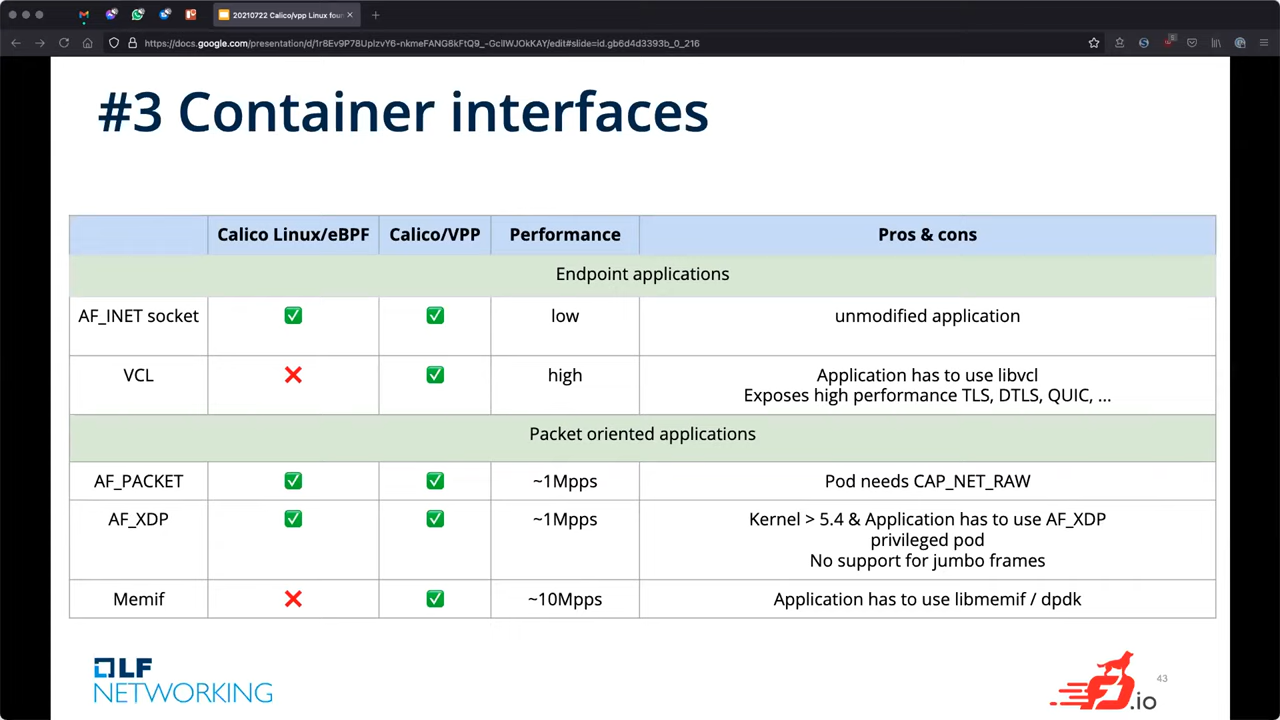 20210722 Calico/vpp Linux foun
https://docs.google.com/presentation/d/1r8Ev9P78UplzvY6-nkmeFANG8kFtQ9_-GclIWJOkKAY/edit#slide=id.gb6d4d3393b_0_216
#3 Container interfaces
Calico Linux/eBPF
Calico/VPP
Performance
Pros & cons
Endpoint applications
AF_INET socket
low
unmodified application
VCL
high
Application has to use libvcl
Exposes high performance TLS, DTLS, QUIC, ...
Packet oriented applications
AF_PACKET
~1Mpps
Pod needs CAP_NET_RAW
AF_XDP
~1Mpps
Kernel > 5.4 & Application has to use AF_XDP
privileged pod
No support for jumbo frames
Memif
~10Mpps
Application has to use libmemif / dpdk
LF
NETWORKING
FD.io
43